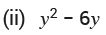 (ii) y² – 6y